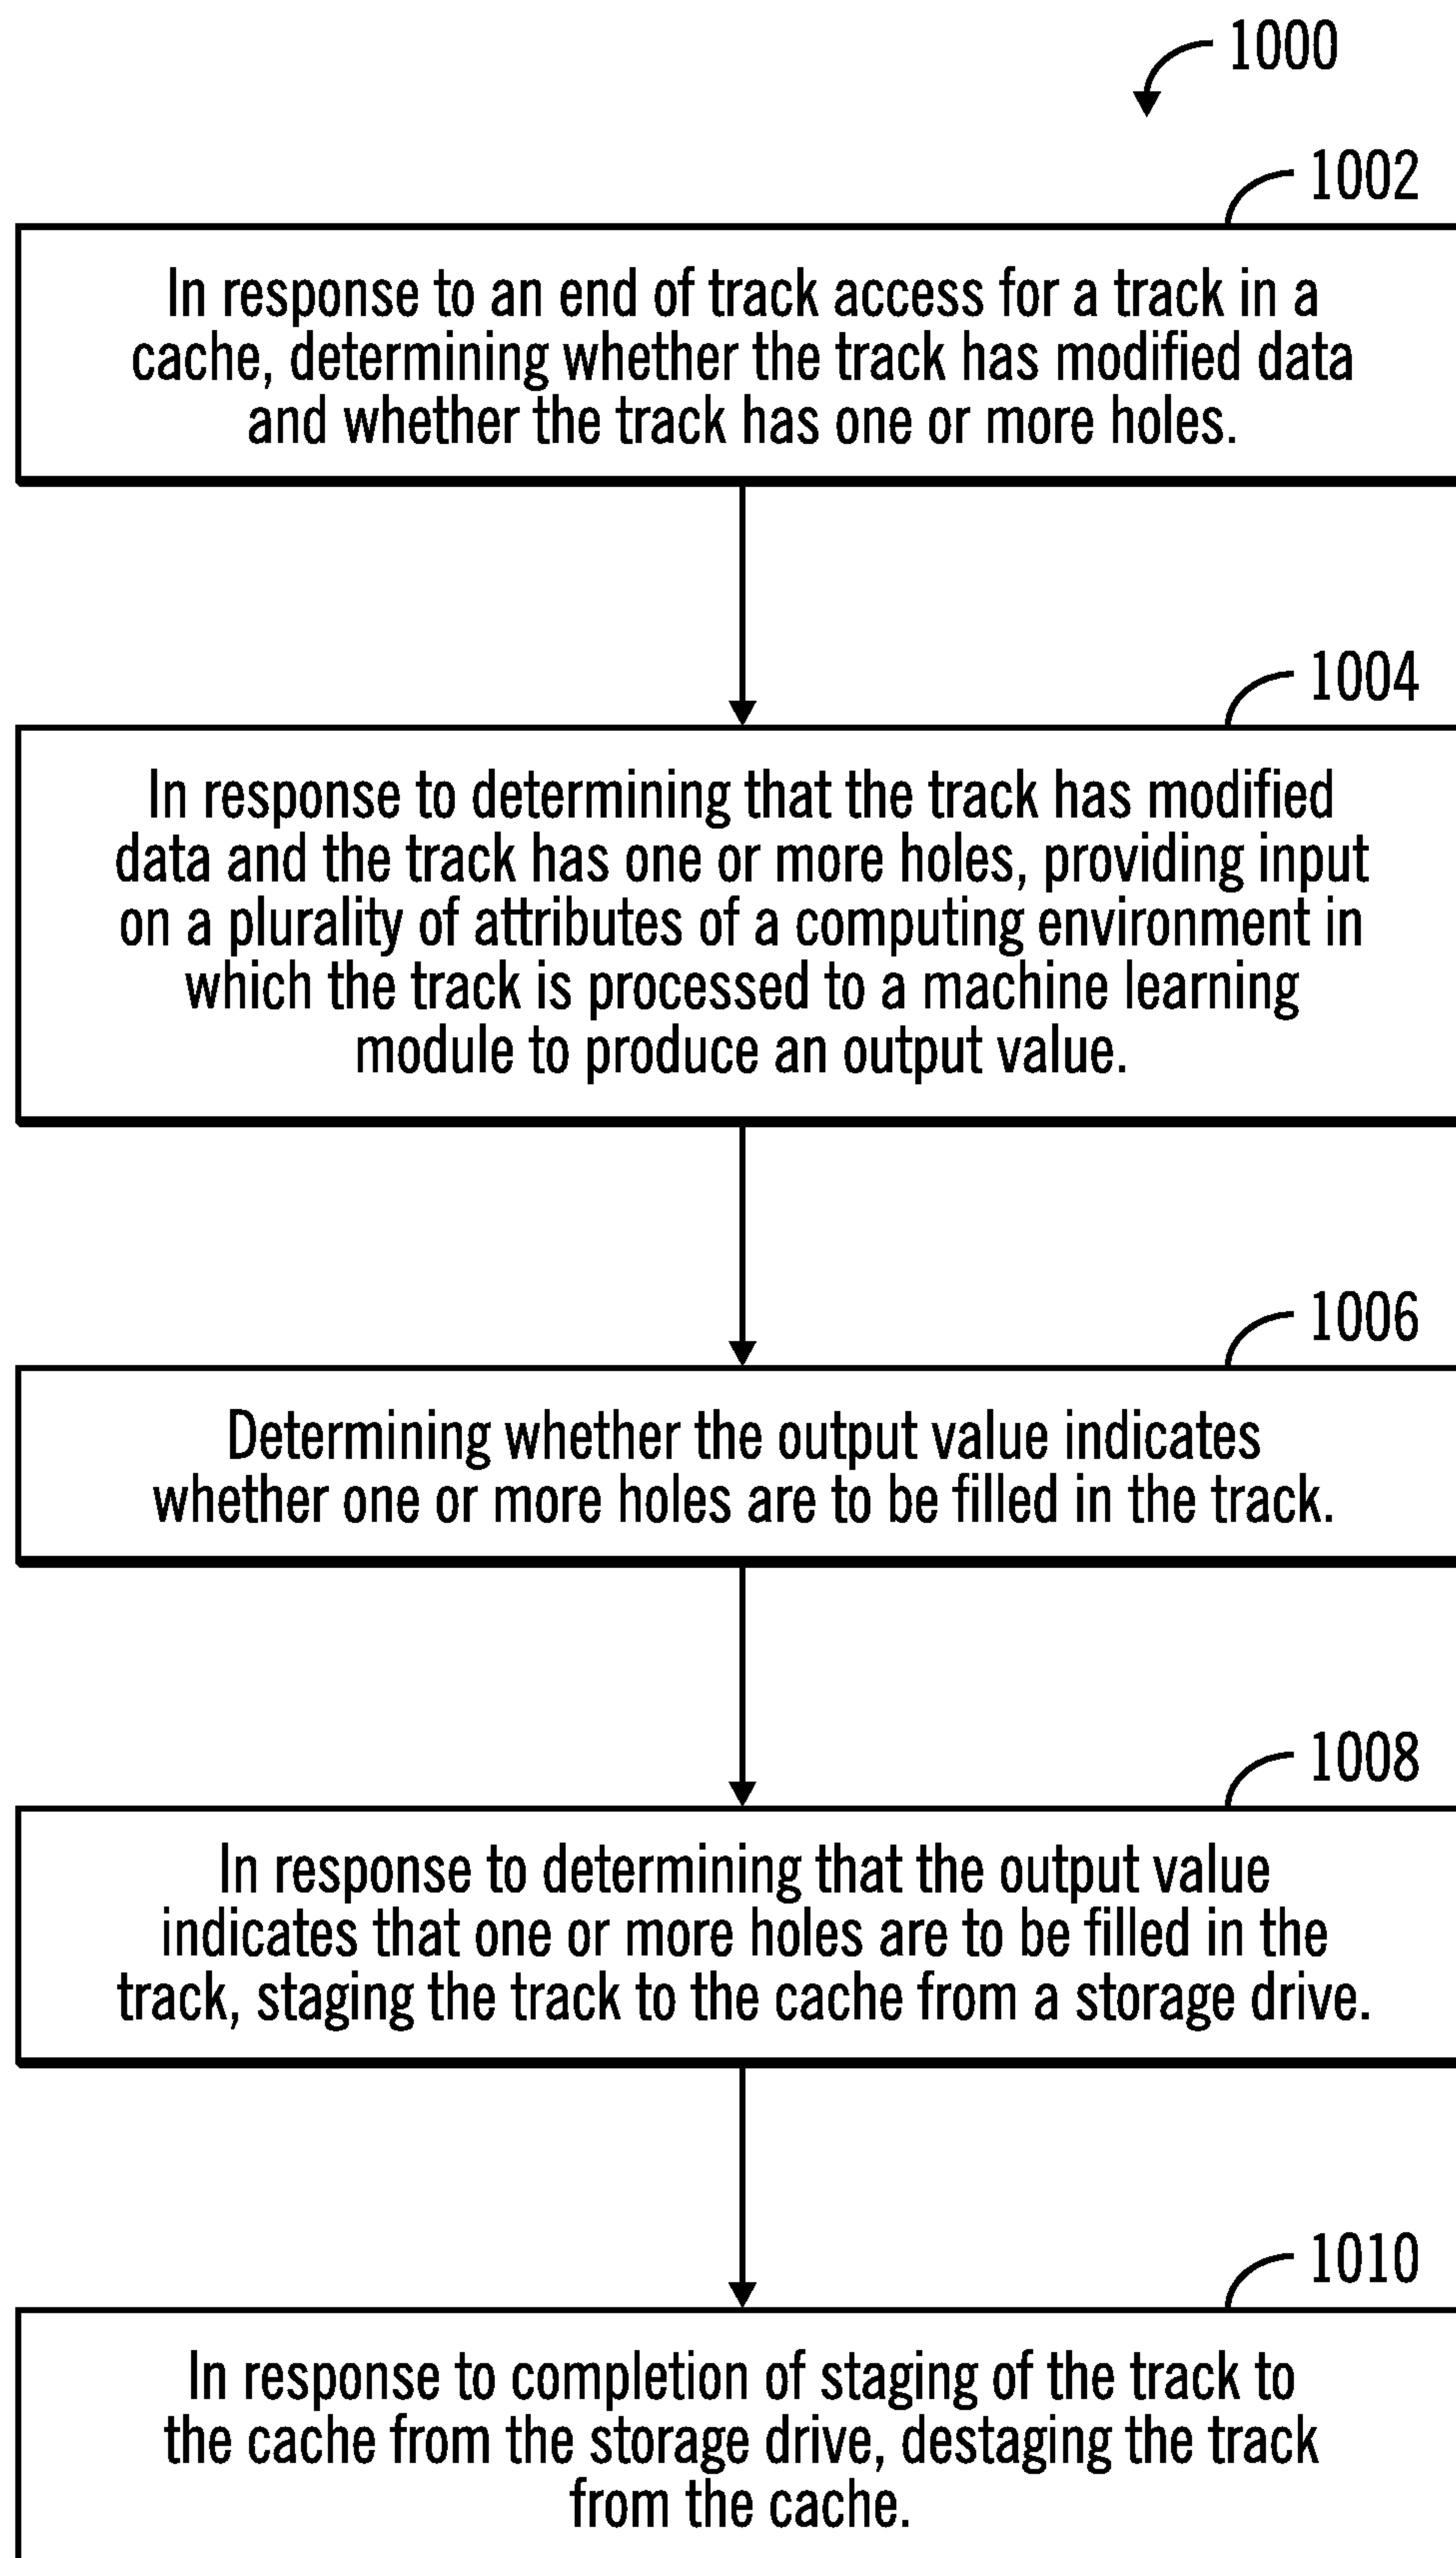 1000
1002
In response to an end of track access for a track in a
cache, determining whether the track has modified data
and whether the track has one or more holes.
1004
In response to determining that the track has modified
data and the track has one or more holes, providing input
on a plurality of attributes of a computing environment in
which the track is processed to a machine learning
module to produce an output value.
1006
Determining whether the output value indicates
whether one or more holes are to be filled in the track.
1008
In response to determining that the output value
indicates that one or more holes are to be filled in the
track, staging the track to the cache from a storage drive.
1010
In response to completion of staging of the track to
the cache from the storage drive, destaging the track
from the cache.